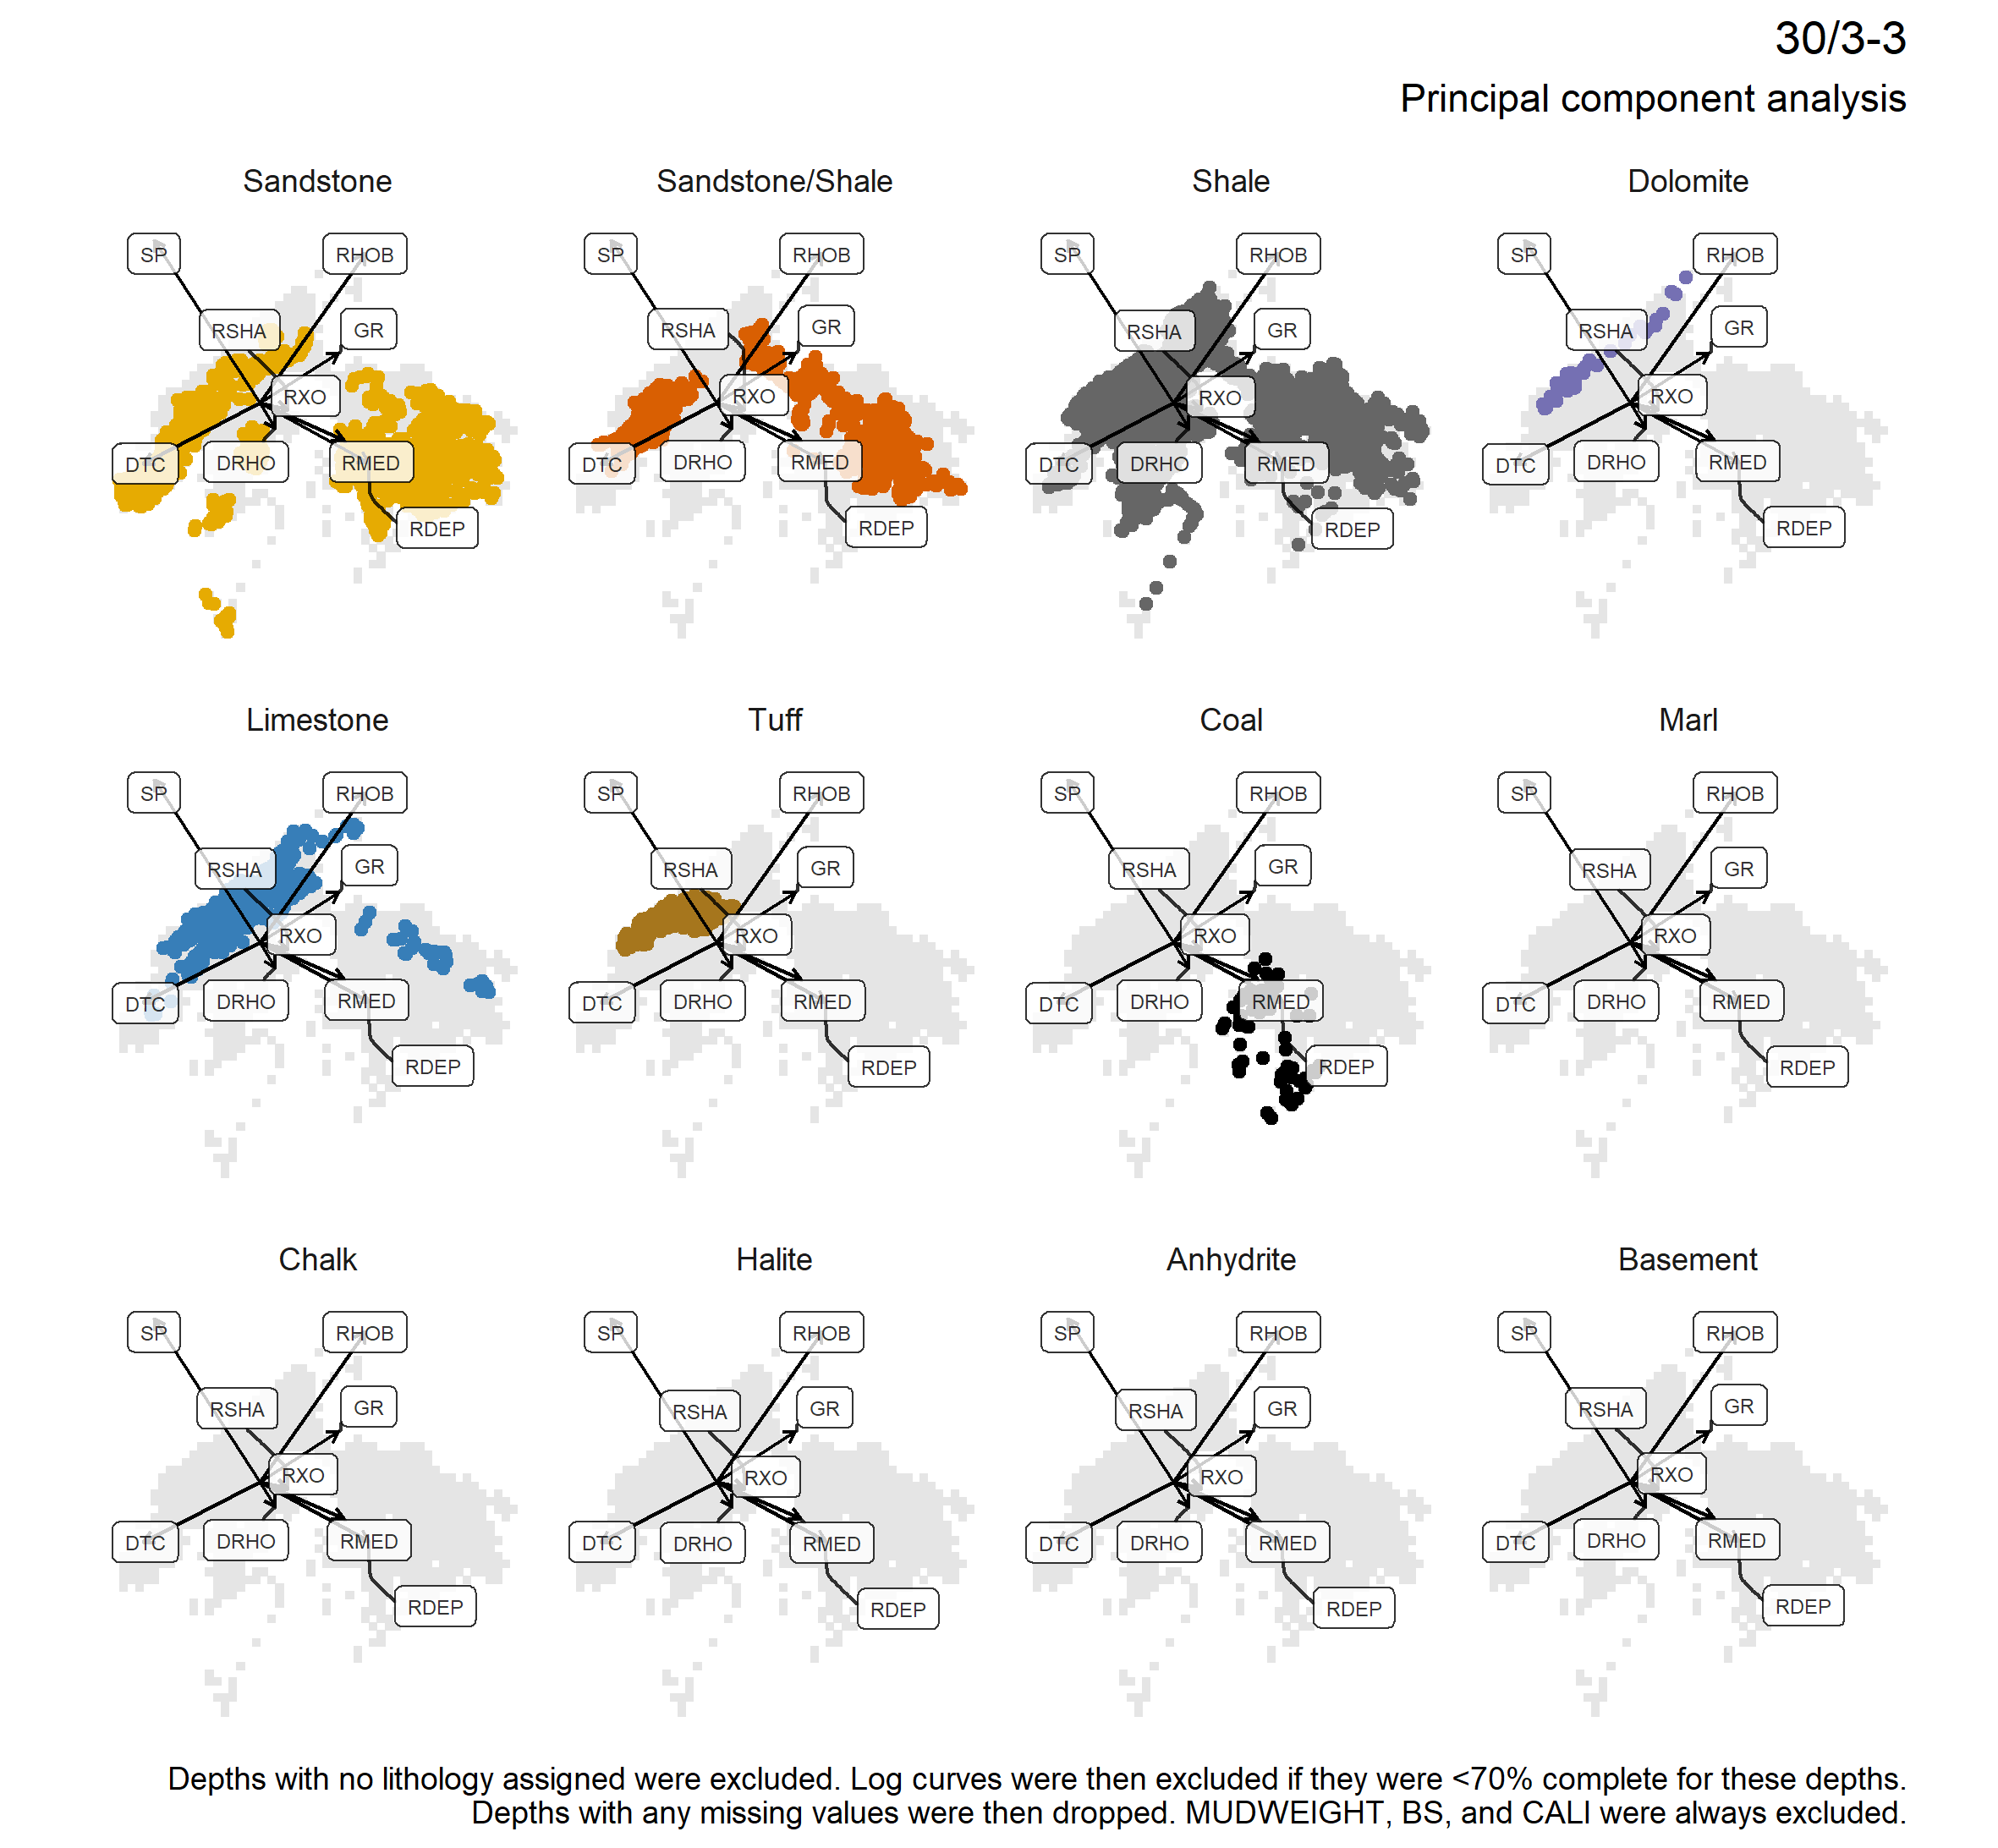 30/3-3
Principal component analysis
Sandstone
SP
RHOB
RSHA
GR
RXO
DTC
DRHO
RMED
RDEP
Sandstone/Shale
SP
RHOB
RSHA
GR
RXO
DTC
DRHO
RMED
RDEP
Shale
SP
RHOB
RSHA
GR
RXO
DTC
DRHO
RMED
RDEP
Dolomite
SP
RHOB
RSHA
GR
RXO
DTC
DRHO
RMED
RDEP
Limestone
SP
RHOB
RSHA
GR
RXO
DTC
DRHO
RMED
RDEP
Tuff
SP
RHOB
RSHA
GR
RXO
DTC
DRHO
RMED
RDEP
Coal
SP
RHOB
RSHA
GR
RXO
DTC
DRHO
RMED
RDEP
Marl
SP
RHOB
RSHA
GR
RXO
DTC
DRHO
RMED
RDEP
Chalk
SP
RHOB
RSHA
GR
RXO
DTC
DRHO
RMED
RDEP
Halite
SP
RHOB
RSHA
GR
RXO
DTC
DRHO
RMED
RDEP
Anhydrite
SP
RHOB
RSHA
GR
RXO
DTC
DRHO
RMED
RDEP
Basement
SP
RHOB
RSHA
GR
RXO
DTC
DRHO
RMED
RDEP
Depths with no lithology assigned were excluded. Log curves were then excluded if they were <70% complete for these depths.
Depths with any missing values were then dropped. MUDWEIGHT, BS, and CALI were always excluded.